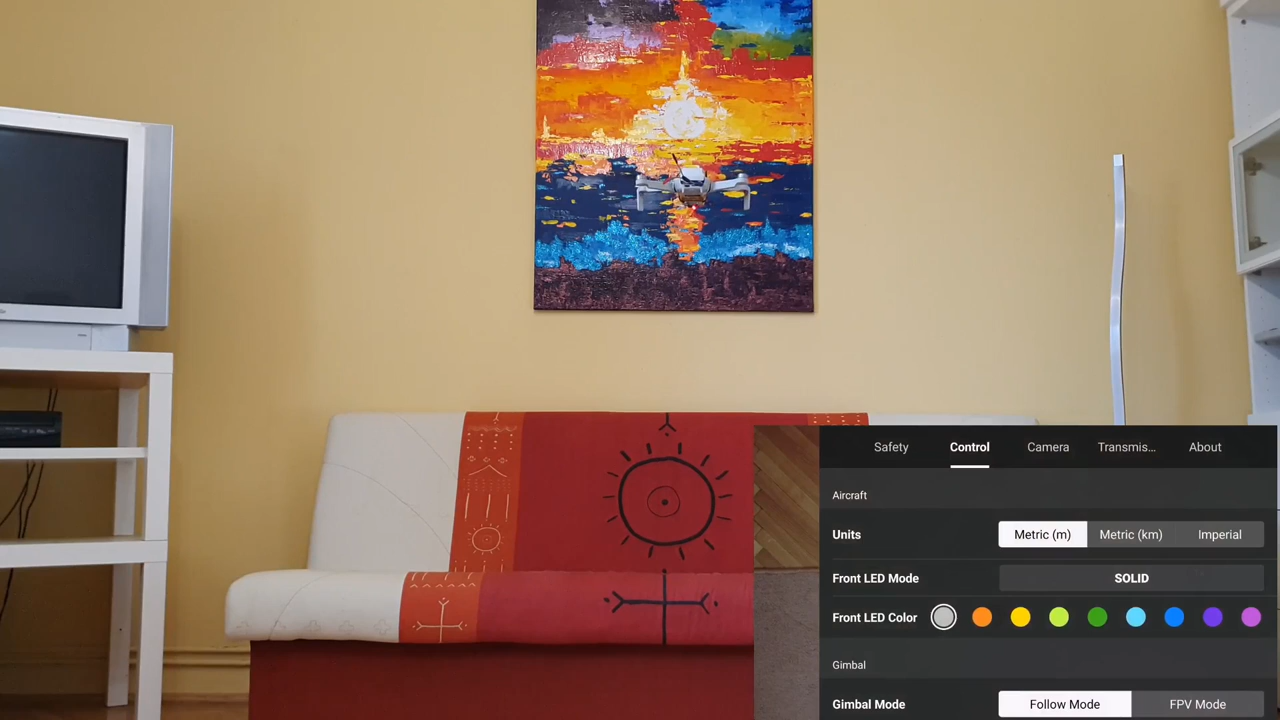 Safety Control Camera Transmis... About
Aircraft
Units Metric (m) Metric (km) Imperial
Front LED Mode SOLID
Front LED Color
Gimbal
Gimbal Mode Follow Mode FPV Mode